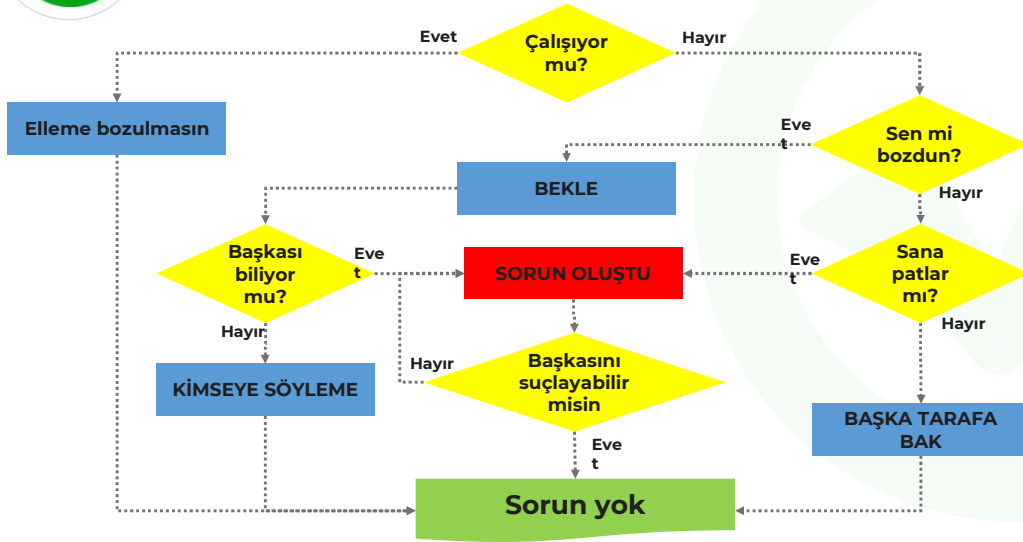 Evet
Çalışıyor
mu?
Hayır
Elleme bozulmasın
Eve
t
Sen mi
bozdun?
BEKLE
Hayır
Başkası
biliyor
mu?
Eve
t
SORUN OLUŞTU
Eve
t
Sana
patlar
mı?
Hayır
Hayır
Hayır
Başkasını
suçlayabilir
misin
KİMSEYE SÖYLEME
BAŞKA TARAFA
BAK
Eve
t
Sorun yok